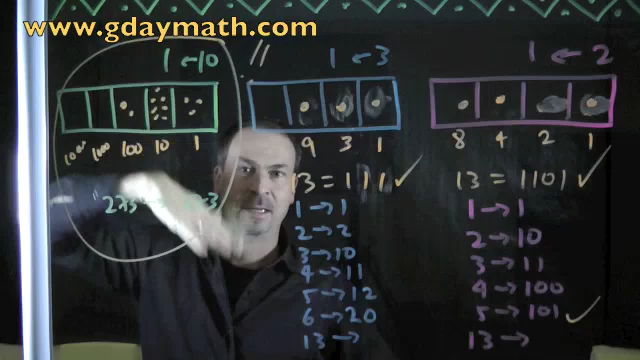 www.gdaymath.com
1 ← 10
1000 100 10 1
"273
1 ← 3
9 3 1
13 = 111 ✓
1 → 1
2 → 2
3 → 10
4 → 11
5 → 12
6 → 20
13 →
1 ← 2
8 4 2 1
13 = 1101 ✓
1 → 1
2 → 10
3 → 11
4 → 100
5 → 101 ✓
13 →